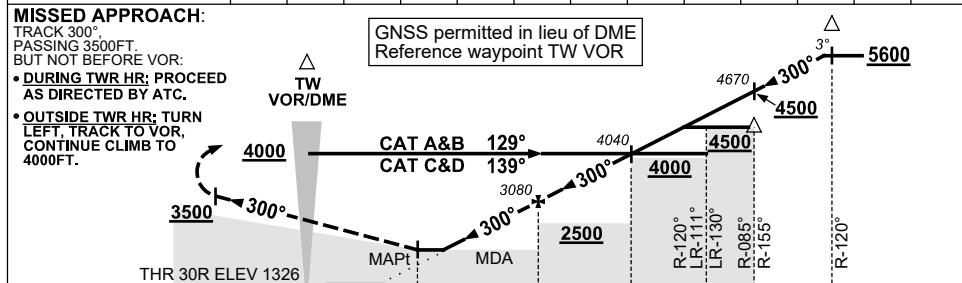 MISSED APPROACH:
TRACK 300°,
PASSING 3500FT.
BUT NOT BEFORE VOR:
• DURING TWR HR: PROCEED
AS DIRECTED BY ATC.
• OUTSIDE TWR HR: TURN
LEFT, TRACK TO VOR,
CONTINUE CLIMB TO
4000FT.
GNSS permitted in lieu of DME
Reference waypoint TW VOR
TW
VOR/DME
3°
5600
300°
4670
4500
4000
CAT A&B 129°
CAT C&D 139°
4040
4500
4000
300°
3080
300°
3500
300°
2500
MAPt
MDA
THR 30R ELEV 1326
R-120°
LR-111°
LR-130°
R-085°
R-155°
R-120°